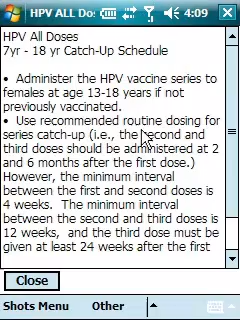 HPV All Do: 4:09
HPV All Doses
7yr - 18 yr Catch-Up Schedule
• Administer the HPV vaccine series to
females at age 13-18 years if not
previously vaccinated.
• Use recommended routine dosing for
series catch-up (i.e., the second and
third doses should be administered at 2
and 6 months after the first dose.)
However, the minimum interval
between the first and second doses is
4 weeks. The minimum interval
between the second and third doses is
12 weeks, and the third dose must be
given at least 24 weeks after the first
Close
Shots Menu Other